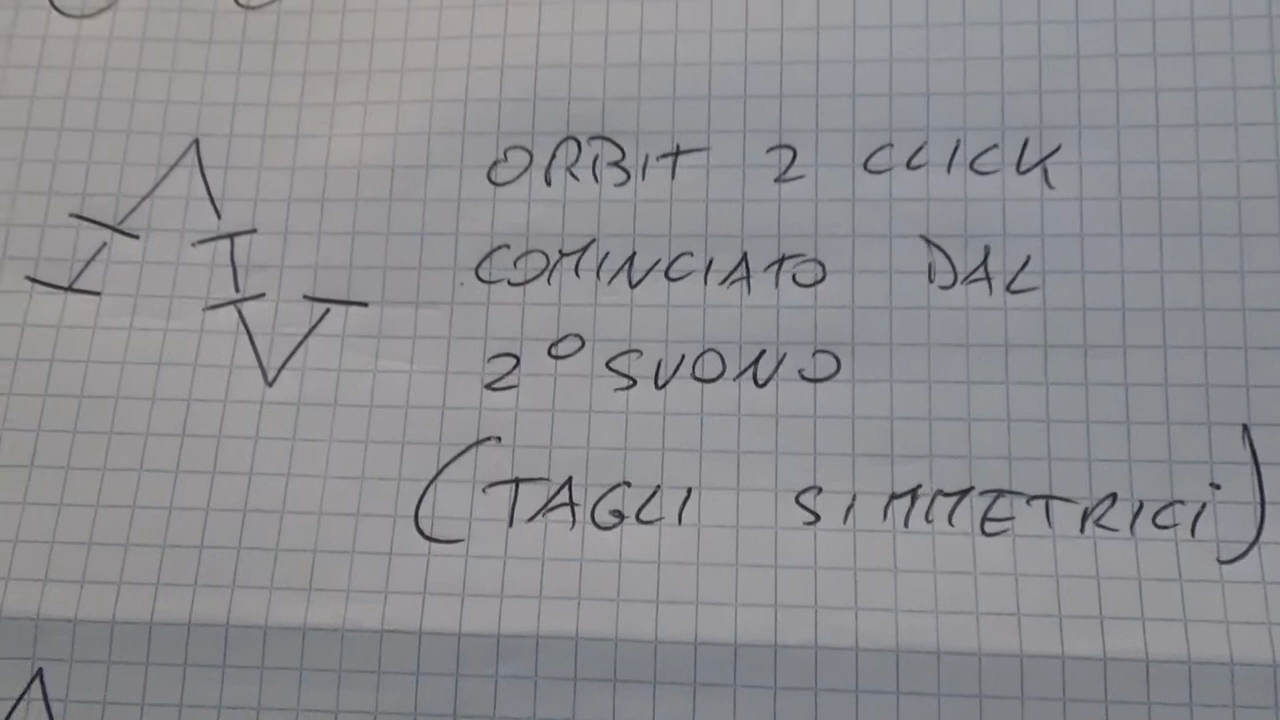 ORBIT 2 CLICK
COMINCIATO DAL
2° SUONO
(TAGLI SIMMETRICI)